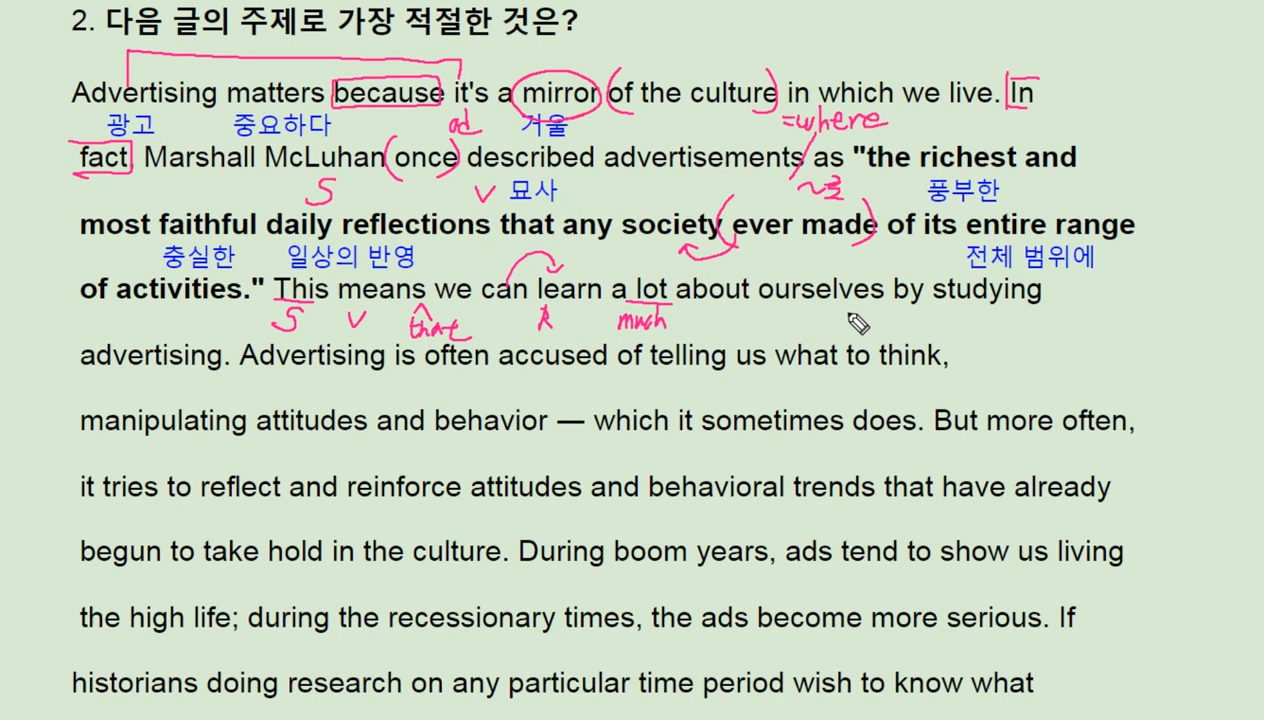 2. 다음 글의 주제로 가장 적절한 것은?
Advertising matters because it's a mirror of the culture in which we live. In
광고 중요하다 ad 거울 =where
fact, Marshall McLuhan once described advertisements as "the richest and
S V 묘사 ~로 풍부한
most faithful daily reflections that any society ever made of its entire range
충실한 일상의 반영 전체 범위에
of activities." This means we can learn a lot about ourselves by studying
S V that R much
advertising. Advertising is often accused of telling us what to think,
manipulating attitudes and behavior — which it sometimes does. But more often,
it tries to reflect and reinforce attitudes and behavioral trends that have already
begun to take hold in the culture. During boom years, ads tend to show us living
the high life; during the recessionary times, the ads become more serious. If
historians doing research on any particular time period wish to know what